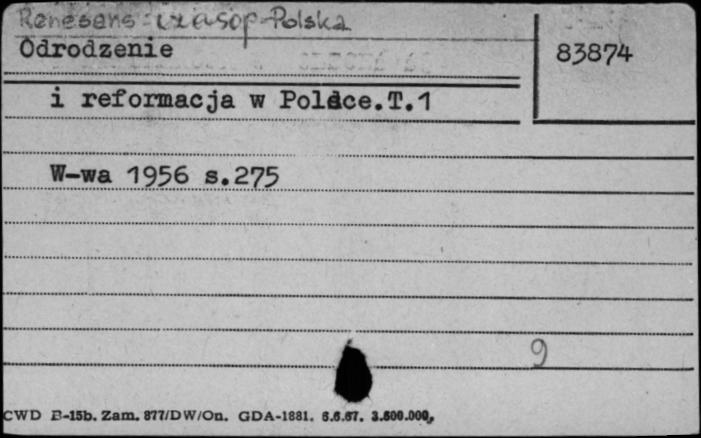 Renesans - czasop - Polska
Odrodzenie
83874
i reformacja w Polsce.T.1
W-wa 1956 s.275
9
CWD B-15b. Zam. 877/DW/On. GDA-1881. 6.6.67. 3.600.000,